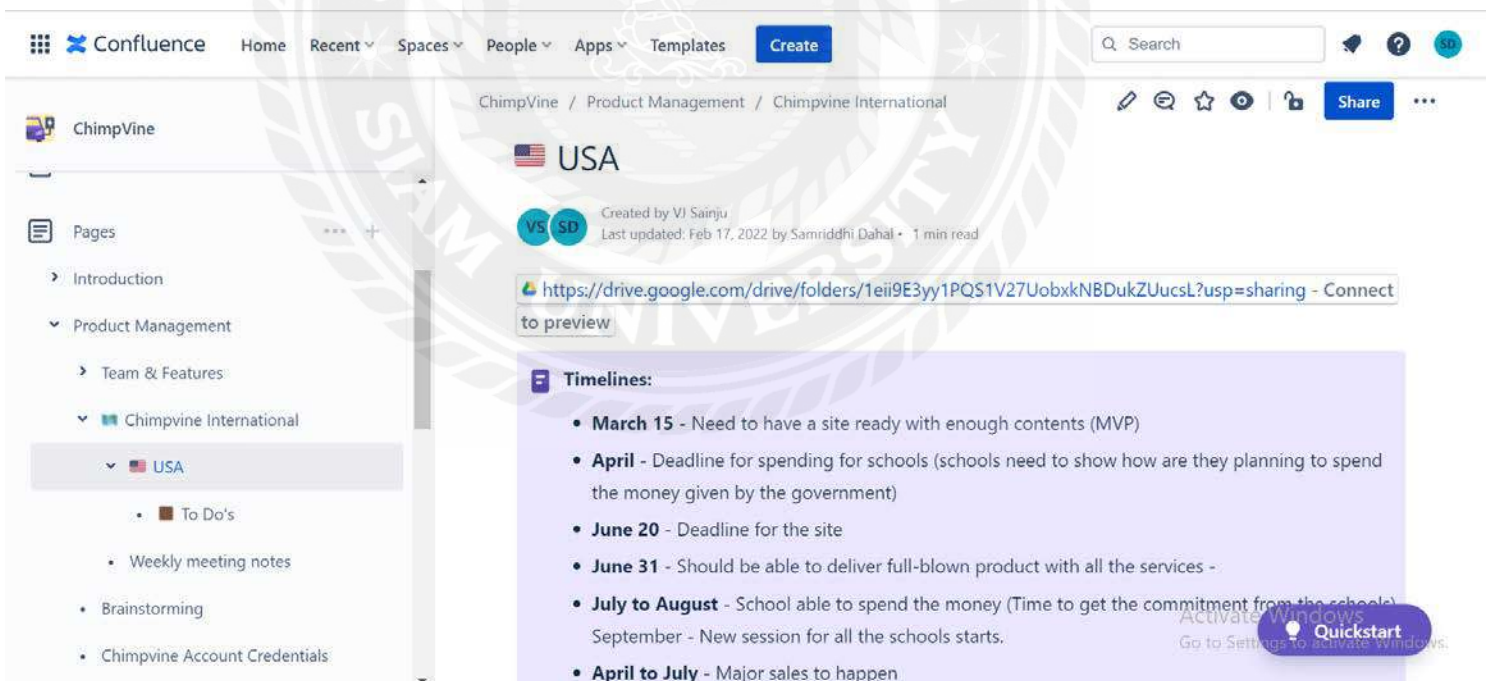 Confluence Home Recent Spaces People Apps Templates Create Search SD
ChimpVine
Pages
Introduction
Product Management
Team & Features
Chimpvine International
USA
To Do's
Weekly meeting notes
Brainstorming
Chimpvine Account Credentials
ChimpVine / Product Management / Chimpvine International
Share
USA
VS SD
Created by VJ Sainju
Last updated: Feb 17, 2022 by Samriddhi Dahal • 1 min read
https://drive.google.com/drive/folders/1eii9E3yy1PQS1V27UobxkNBDukZUucsL?usp=sharing - Connect
to preview
Timelines:
• March 15 - Need to have a site ready with enough contents (MVP)
• April - Deadline for spending for schools (schools need to show how are they planning to spend
the money given by the government)
• June 20 - Deadline for the site
• June 31 - Should be able to deliver full-blown product with all the services -
• July to August - School able to spend the money (Time to get the commitment from the schools)
September - New session for all the schools starts.
• April to July - Major sales to happen
Activate Windows
Go to Settings to activate Windows.
Quickstart
SIAM UNIVERSITY